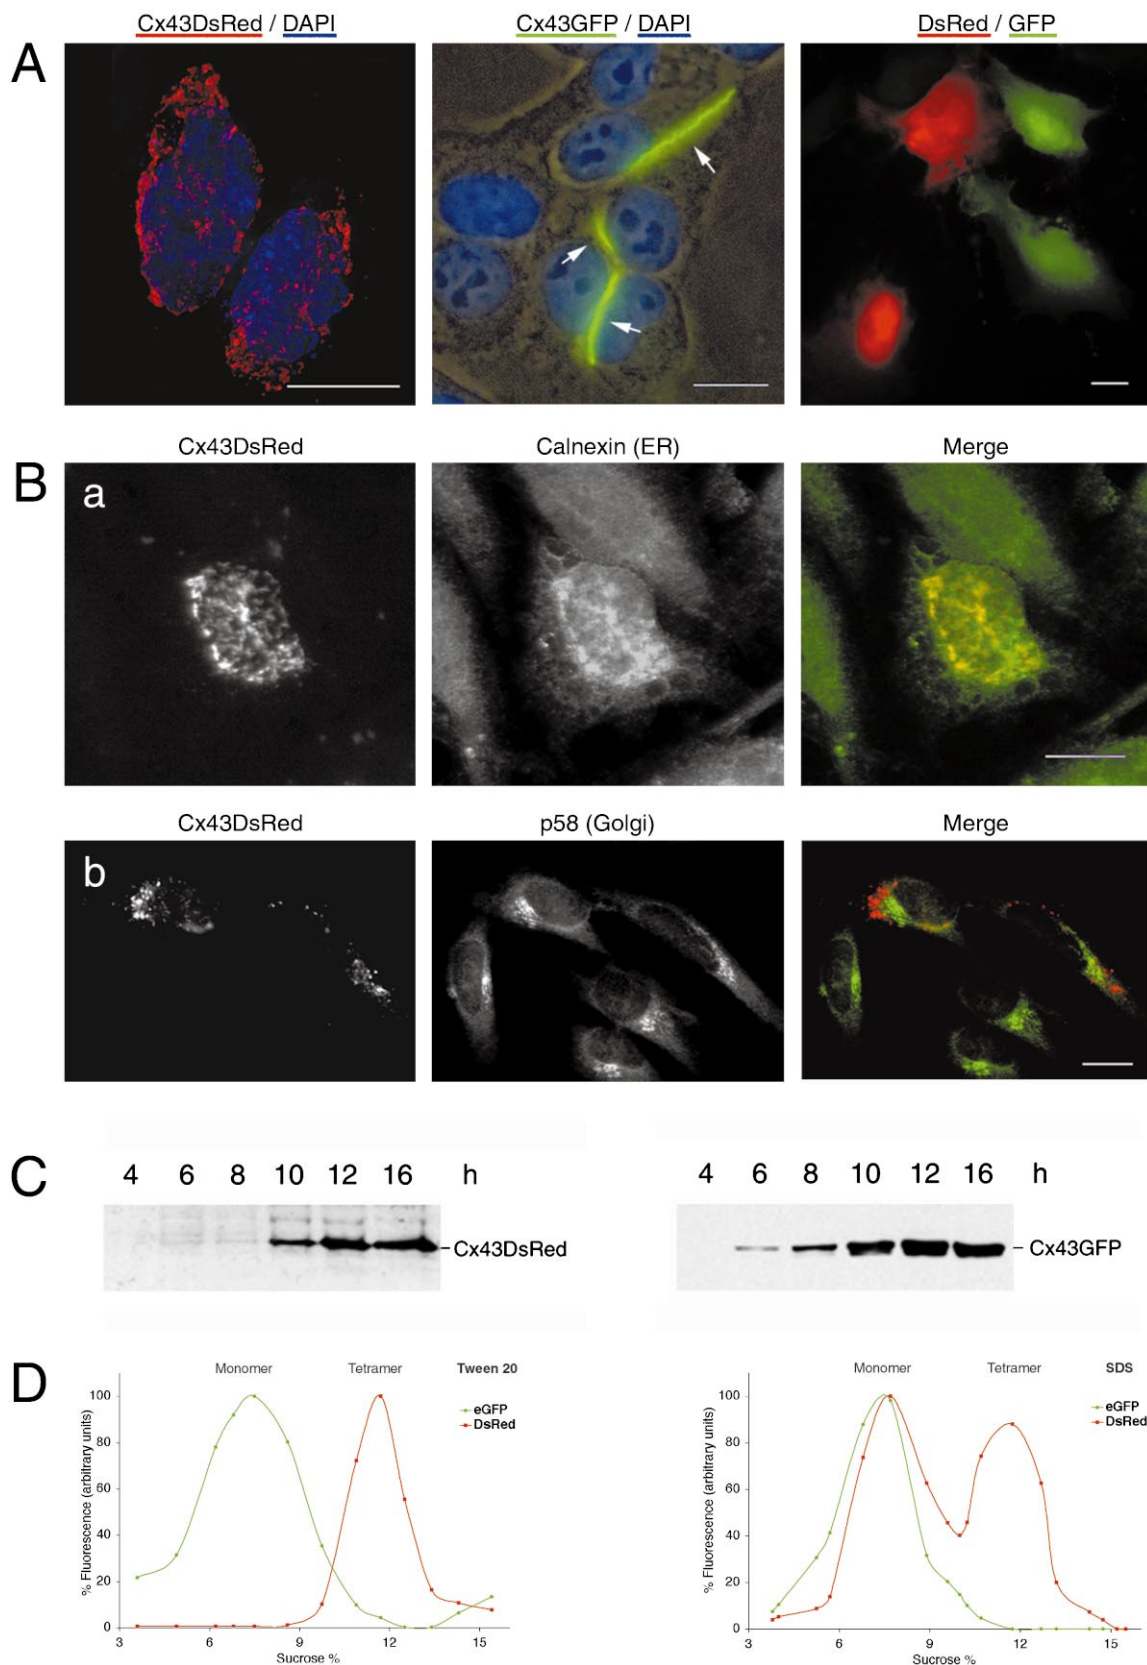 Cx43DsRed / DAPI
Cx43GFP / DAPI
DsRed / GFP
A
Cx43DsRed
Calnexin (ER)
Merge
B
a
Cx43DsRed
p58 (Golgi)
Merge
b
C
4 6 8 10 12 16 h
Cx43DsRed
4 6 8 10 12 16 h
Cx43GFP
D
Monomer Tetramer Tween 20
eGFP
DsRed
% Fluorescence (arbitrary units)
100
80
60
40
20
0
3 6 9 12 15
Sucrose %
Monomer Tetramer SDS
eGFP
DsRed
% Fluorescence (arbitrary units)
100
80
60
40
20
0
3 6 9 12 15
Sucrose %